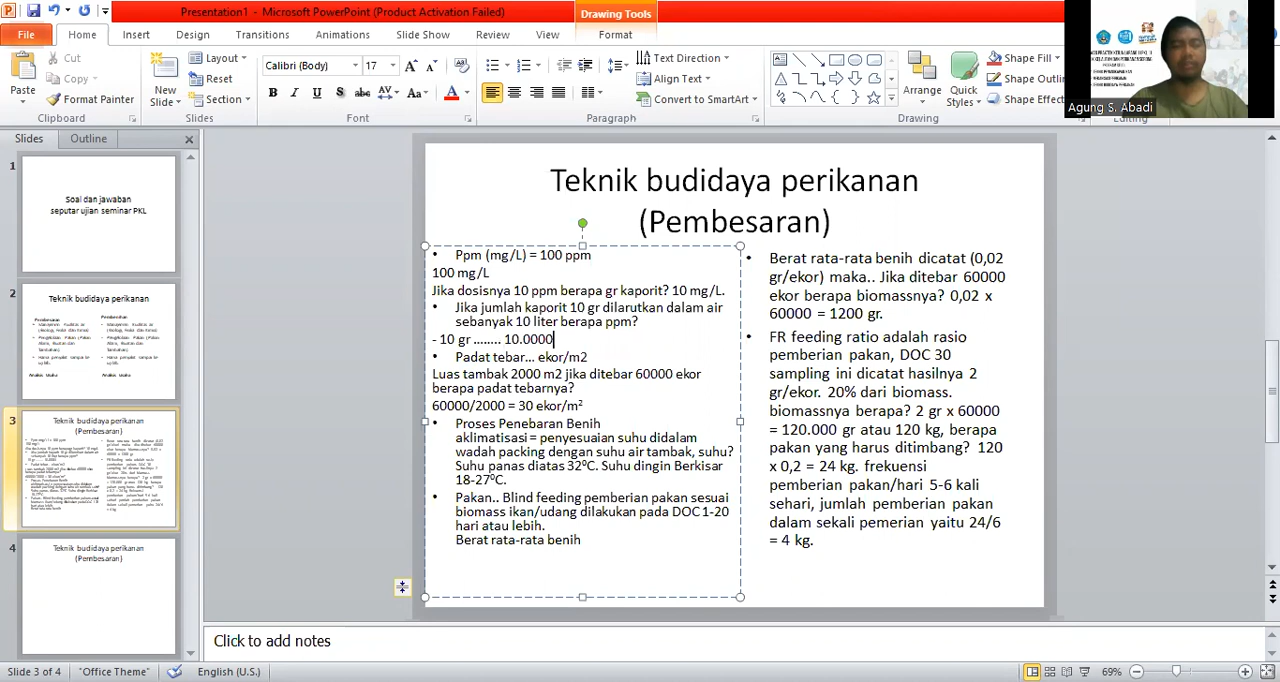 Presentation1 - Microsoft PowerPoint (Product Activation Failed)
Drawing Tools
File Home Insert Design Transitions Animations Slide Show Review View Format
Paste
Cut
Copy
Format Painter
Clipboard
New Slide
Layout
Reset
Section
Slides
Calibri (Body) 17
B I U S abc AV Aa A
Font
Text Direction
Align Text
Convert to SmartArt
Paragraph
Arrange
Quick Styles
Shape Fill
Shape Outli
Shape Effect
Drawing
Editing
Agung S. Abadi
Slides Outline
1
Soal dan jawaban
seputar ujian seminar PKL
2
Teknik budidaya perikanan
3
Teknik budidaya perikanan
(Pembesaran)
4
Teknik budidaya perikanan
(Pembesaran)
Teknik budidaya perikanan
(Pembesaran)
• Ppm (mg/L) = 100 ppm
100 mg/L
Jika dosisnya 10 ppm berapa gr kaporit? 10 mg/L.
• Jika jumlah kaporit 10 gr dilarutkan dalam air
sebanyak 10 liter berapa ppm?
- 10 gr ........ 10.0000
• Padat tebar... ekor/m2
Luas tambak 2000 m2 jika ditebar 60000 ekor
berapa padat tebarnya?
60000/2000 = 30 ekor/m²
• Proses Penebaran Benih
aklimatisasi = penyesuaian suhu didalam
wadah packing dengan suhu air tambak, suhu?
Suhu panas diatas 32⁰C. Suhu dingin Berkisar
18-27⁰C.
• Pakan.. Blind feeding pemberian pakan sesuai
biomass ikan/udang dilakukan pada DOC 1-20
hari atau lebih.
Berat rata-rata benih
• Berat rata-rata benih dicatat (0,02
gr/ekor) maka.. Jika ditebar 60000
ekor berapa biomassnya? 0,02 x
60000 = 1200 gr.
• FR feeding ratio adalah rasio
pemberian pakan, DOC 30
sampling ini dicatat hasilnya 2
gr/ekor. 20% dari biomass.
biomassnya berapa? 2 gr x 60000
= 120.000 gr atau 120 kg, berapa
pakan yang harus ditimbang? 120
x 0,2 = 24 kg. frekuensi
pemberian pakan/hari 5-6 kali
sehari, jumlah pemberian pakan
dalam sekali pemerian yaitu 24/6
= 4 kg.
Click to add notes
Slide 3 of 4 "Office Theme" English (U.S.) 69%